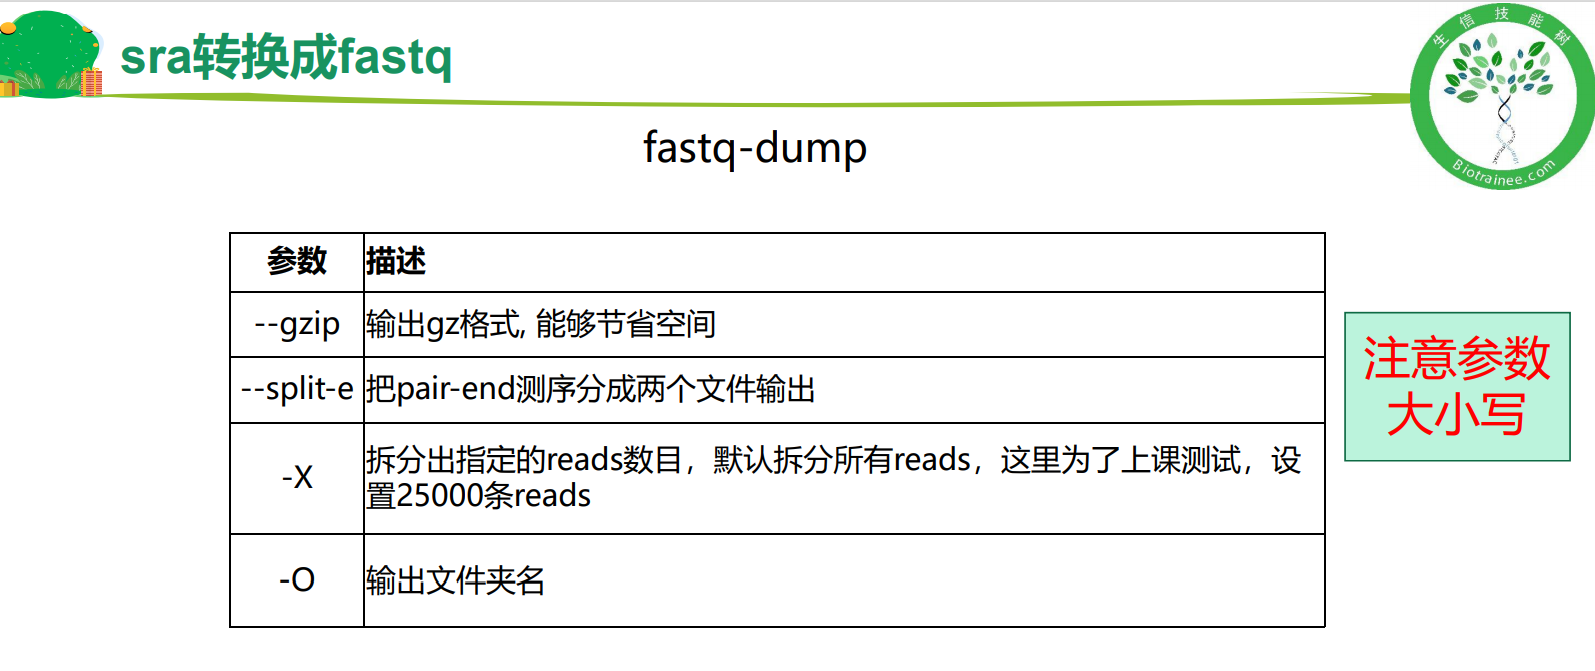 sra转换成fastq
生信技能树
Biotrainee.com
fastq-dump
参数 描述
--gzip 输出gz格式, 能够节省空间
--split-e 把pair-end测序分成两个文件输出
-X 拆分出指定的reads数目，默认拆分所有reads，这里为了上课测试，设
置25000条reads
-O 输出文件夹名
注意参数
大小写